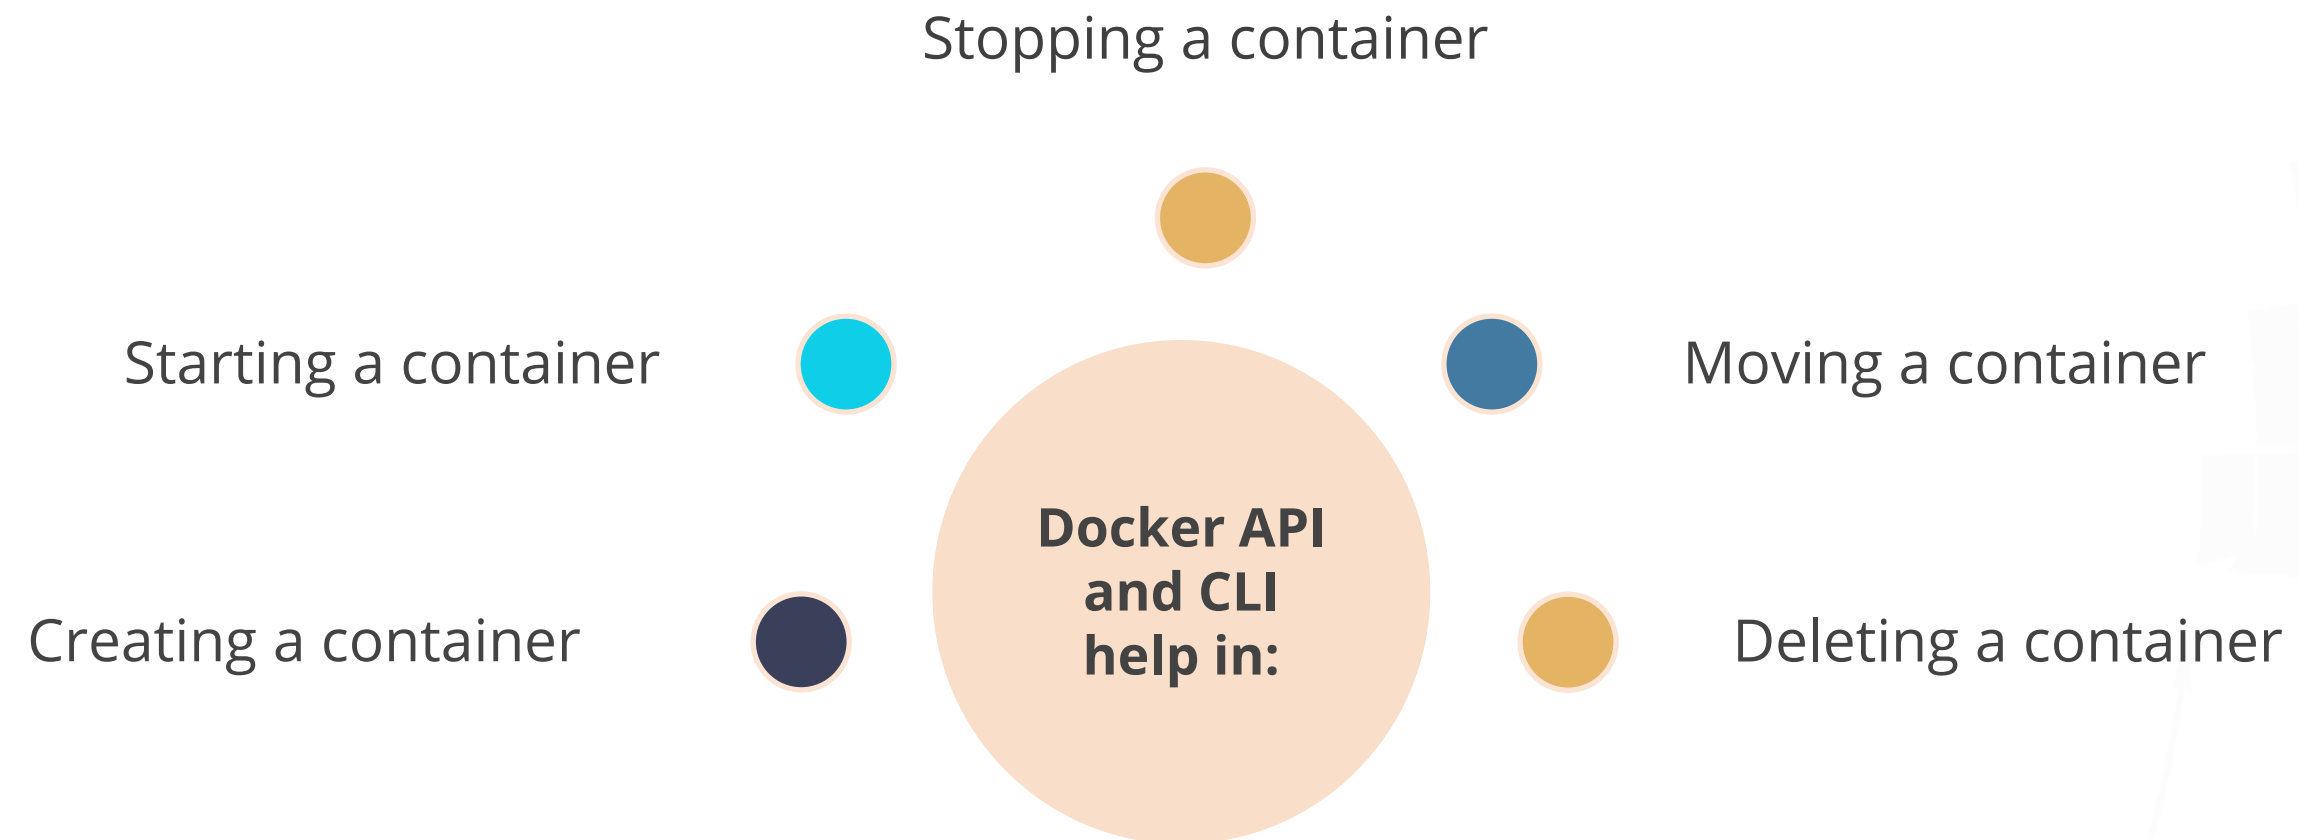 Stopping a container
Starting a container
Moving a container
Docker API
and CLI
help in:
Creating a container
Deleting a container